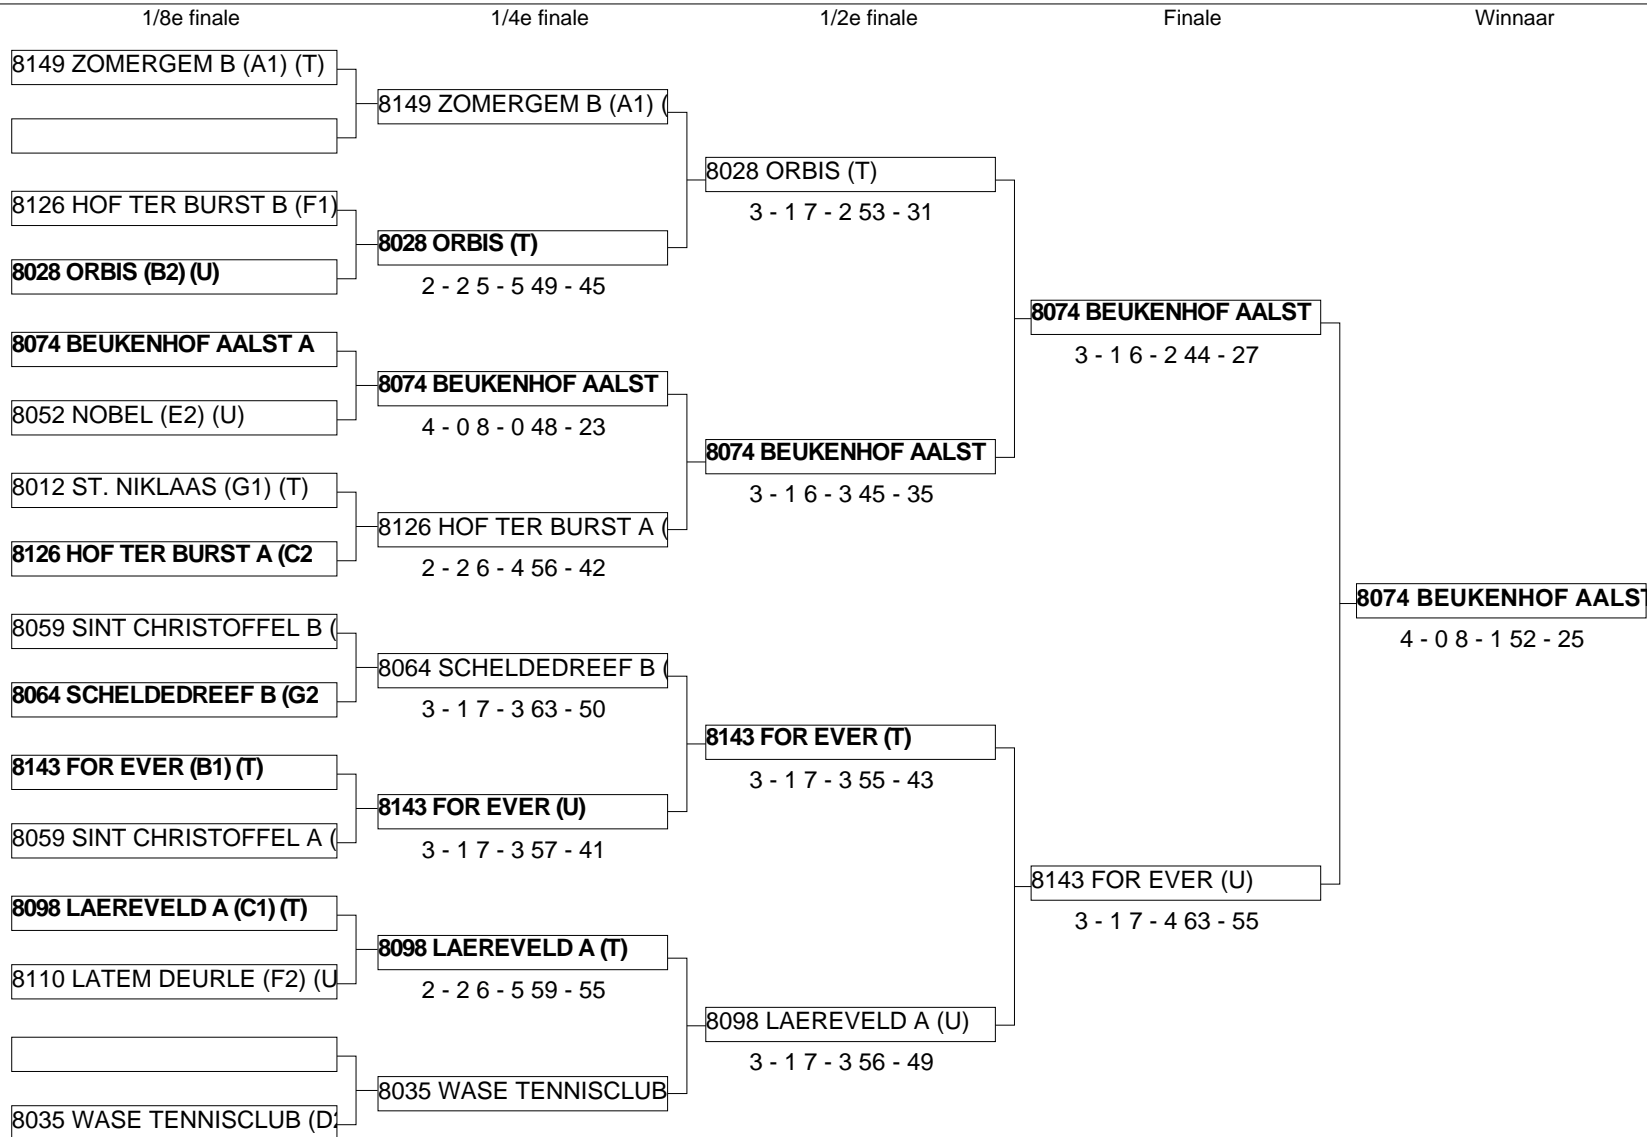 1/8e finale
1/4e finale
1/2e finale
Finale
Winnaar
8149 ZOMERGEM B (A1) (T)
8126 HOF TER BURST B (F1)
8028 ORBIS (B2) (U)
8074 BEUKENHOF AALST A
8052 NOBEL (E2) (U)
8012 ST. NIKLAAS (G1) (T)
8126 HOF TER BURST A (C2
8059 SINT CHRISTOFFEL B (
8064 SCHELDEDREEF B (G2
8143 FOR EVER (B1) (T)
8059 SINT CHRISTOFFEL A (
8098 LAEREVELD A (C1) (T)
8110 LATEM DEURLE (F2) (U
8035 WASE TENNISCLUB (D2
8149 ZOMERGEM B (A1) (
8028 ORBIS (T)
2 - 2 5 - 5 49 - 45
8074 BEUKENHOF AALST
4 - 0 8 - 0 48 - 23
8126 HOF TER BURST A (
2 - 2 6 - 4 56 - 42
8064 SCHELDEDREEF B (
3 - 1 7 - 3 63 - 50
8143 FOR EVER (U)
3 - 1 7 - 3 57 - 41
8098 LAEREVELD A (T)
2 - 2 6 - 5 59 - 55
8035 WASE TENNISCLUB
8028 ORBIS (T)
3 - 1 7 - 2 53 - 31
8074 BEUKENHOF AALST
3 - 1 6 - 3 45 - 35
8143 FOR EVER (T)
3 - 1 7 - 3 55 - 43
8098 LAEREVELD A (U)
3 - 1 7 - 3 56 - 49
8074 BEUKENHOF AALST
3 - 1 6 - 2 44 - 27
8143 FOR EVER (U)
3 - 1 7 - 4 63 - 55
8074 BEUKENHOF AALST
4 - 0 8 - 1 52 - 25